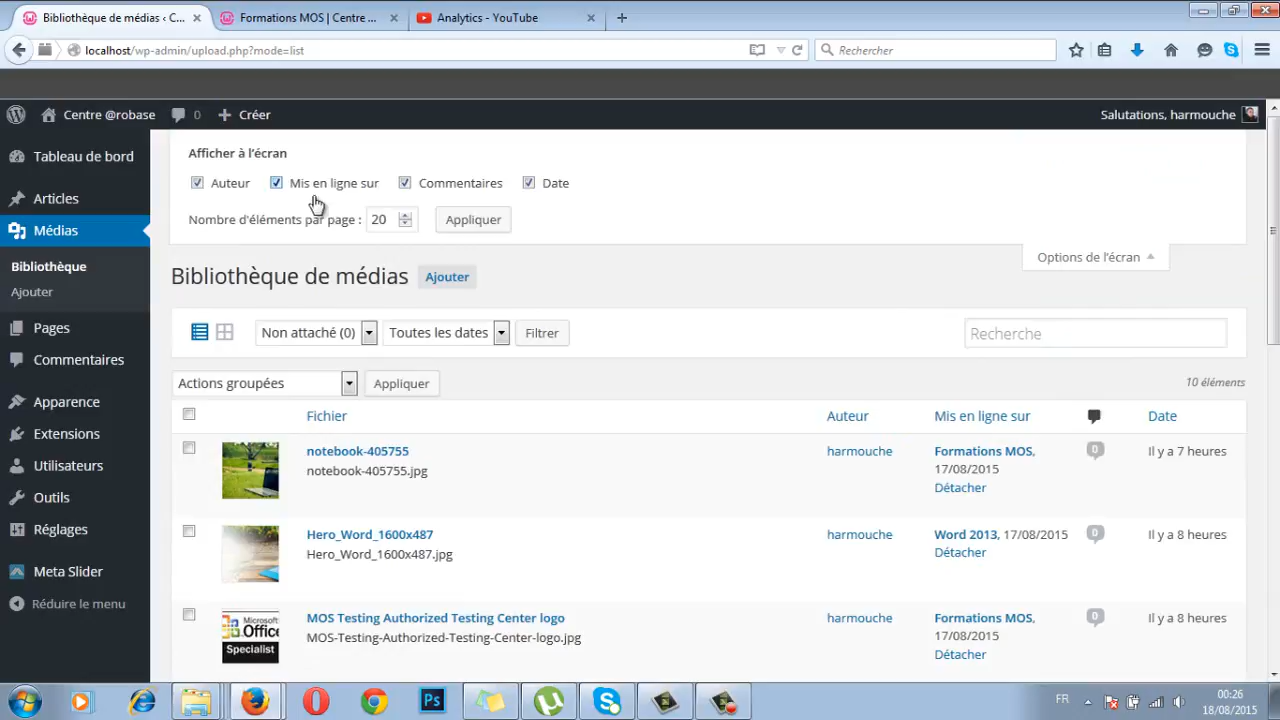 Bibliothèque de médias ‹ C...
Formations MOS | Centre ...
Analytics - YouTube
localhost/wp-admin/upload.php?mode=list
Rechercher
Centre @robase
0
Créer
Salutations, harmouche
Tableau de bord
Articles
Médias
Bibliothèque
Ajouter
Pages
Commentaires
Apparence
Extensions
Utilisateurs
Outils
Réglages
Meta Slider
Réduire le menu
Afficher à l'écran
Auteur Mis en ligne sur Commentaires Date
Nombre d'éléments par page : 20 Appliquer
Options de l'écran
Bibliothèque de médias Ajouter
Non attaché (0) Toutes les dates Filtrer Recherche
Actions groupées Appliquer 10 éléments
Fichier Auteur Mis en ligne sur Date
notebook-405755 harmouche Formations MOS, 0 Il y a 7 heures
notebook-405755.jpg 17/08/2015
Détacher
Hero_Word_1600x487 harmouche Word 2013, 17/08/2015 0 Il y a 8 heures
Hero_Word_1600x487.jpg Détacher
MOS Testing Authorized Testing Center logo harmouche Formations MOS, 0 Il y a 8 heures
MOS-Testing-Authorized-Testing-Center-logo.jpg 17/08/2015
Détacher
Microsoft
Office
Specialist
Ps
FR
00:26
18/08/2015